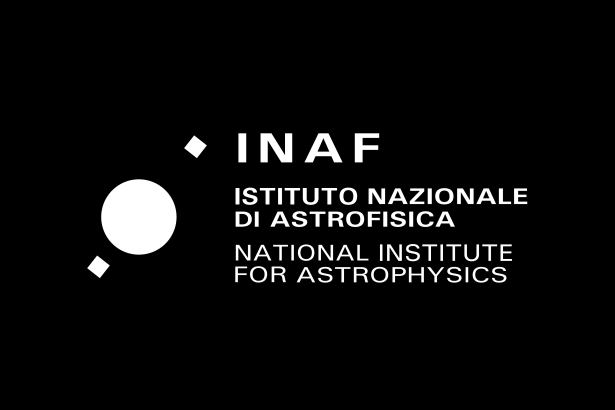 INAF
ISTITUTO NAZIONALE
DI ASTROFISICA
NATIONAL INSTITUTE
FOR ASTROPHYSICS